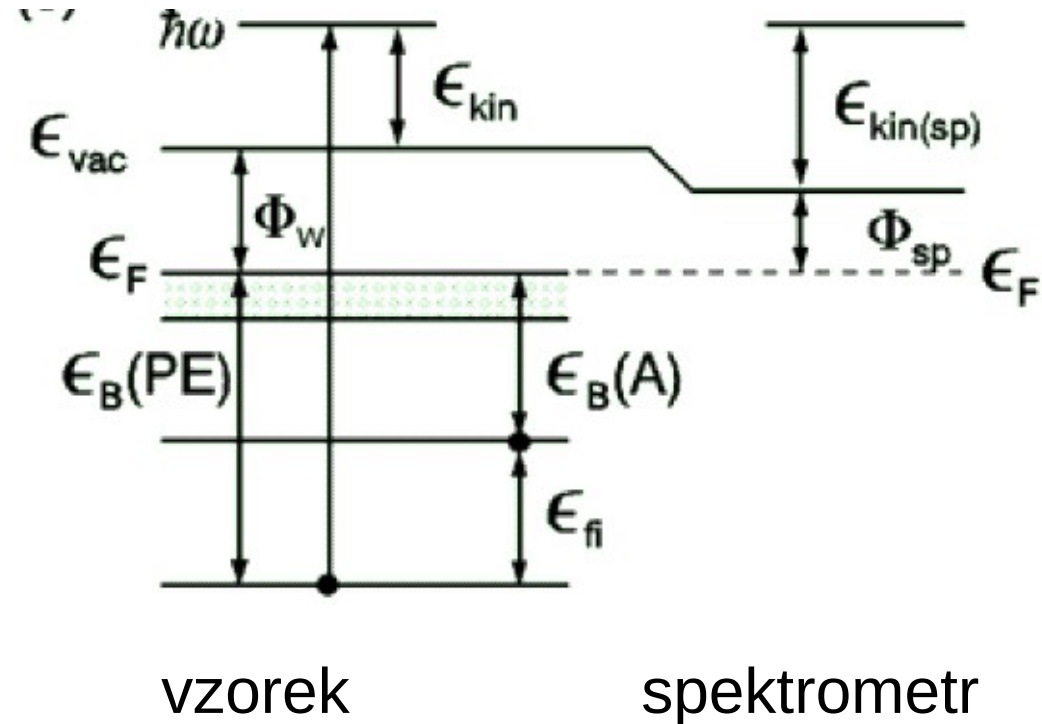 ħω
ϵkin
ϵkin(sp)
ϵvac
Φw
Φsp
ϵF
ϵF
ϵB(PE)
ϵB(A)
ϵfi
vzorek
spektrometr